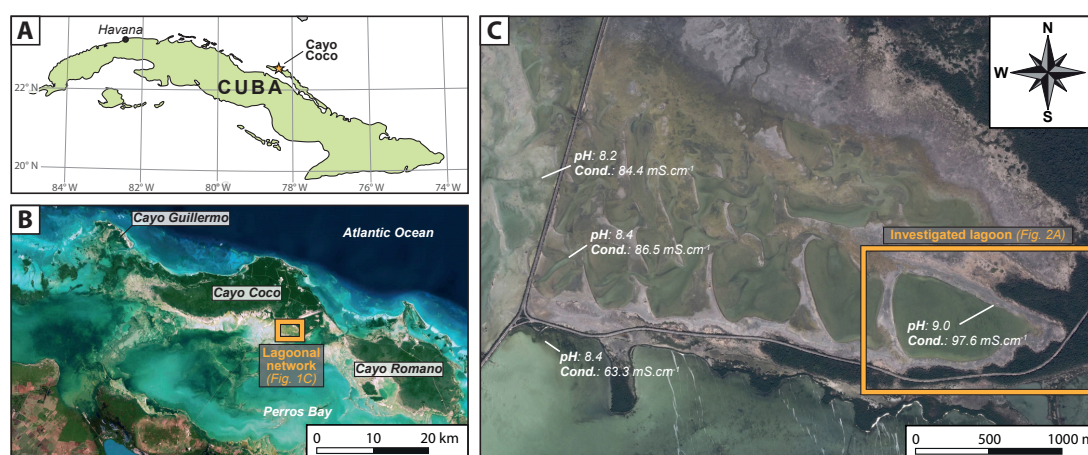 A
Havana
Cayo
Coco
CUBA
22° N
20° N
84°W
82°W
80°W
78°W
76°W
74°W
B
Cayo Guillermo
Atlantic Ocean
Cayo Coco
Lagoonal
network
(Fig. 1C)
Cayo Romano
Perros Bay
0 10 20 km
C
N
W E
S
pH: 8.2
Cond.: 84.4 mS.cm⁻¹
pH: 8.4
Cond.: 86.5 mS.cm⁻¹
Investigated lagoon (Fig. 2A)
pH: 9.0
Cond.: 97.6 mS.cm⁻¹
pH: 8.4
Cond.: 63.3 mS.cm⁻¹
0 500 1000 m